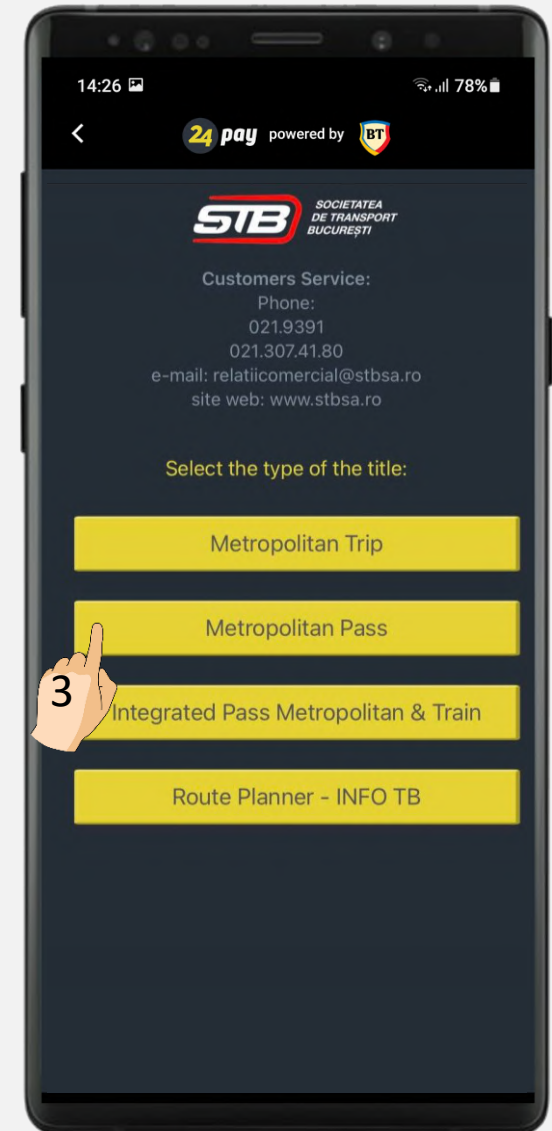 14:26 78%
24 pay powered by BT
STB SOCIETATEA
DE TRANSPORT
BUCUREȘTI
Customers Service:
Phone:
021.9391
021.307.41.80
e-mail: relatiicomercial@stbsa.ro
site web: www.stbsa.ro
Select the type of the title:
Metropolitan Trip
Metropolitan Pass
3
Integrated Pass Metropolitan & Train
Route Planner - INFO TB